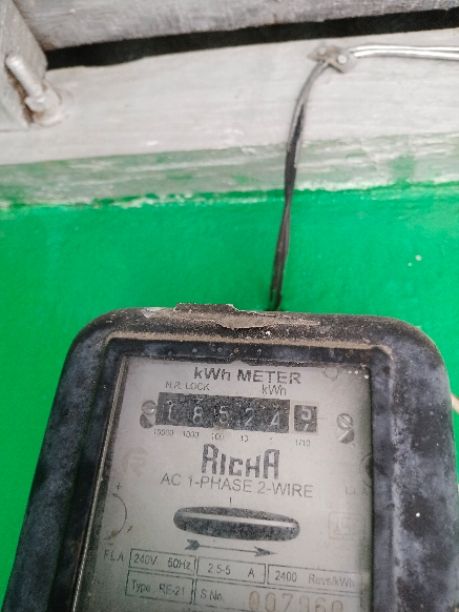 kWh METER
N.R. LOCK kWh
18524
10000 1000 100 10 1 1/10
RICHA
AC 1-PHASE 2-WIRE
FLA 240V 50Hz 2.5-5 A 2400 Revs/kWh
Type RE-21 S No.